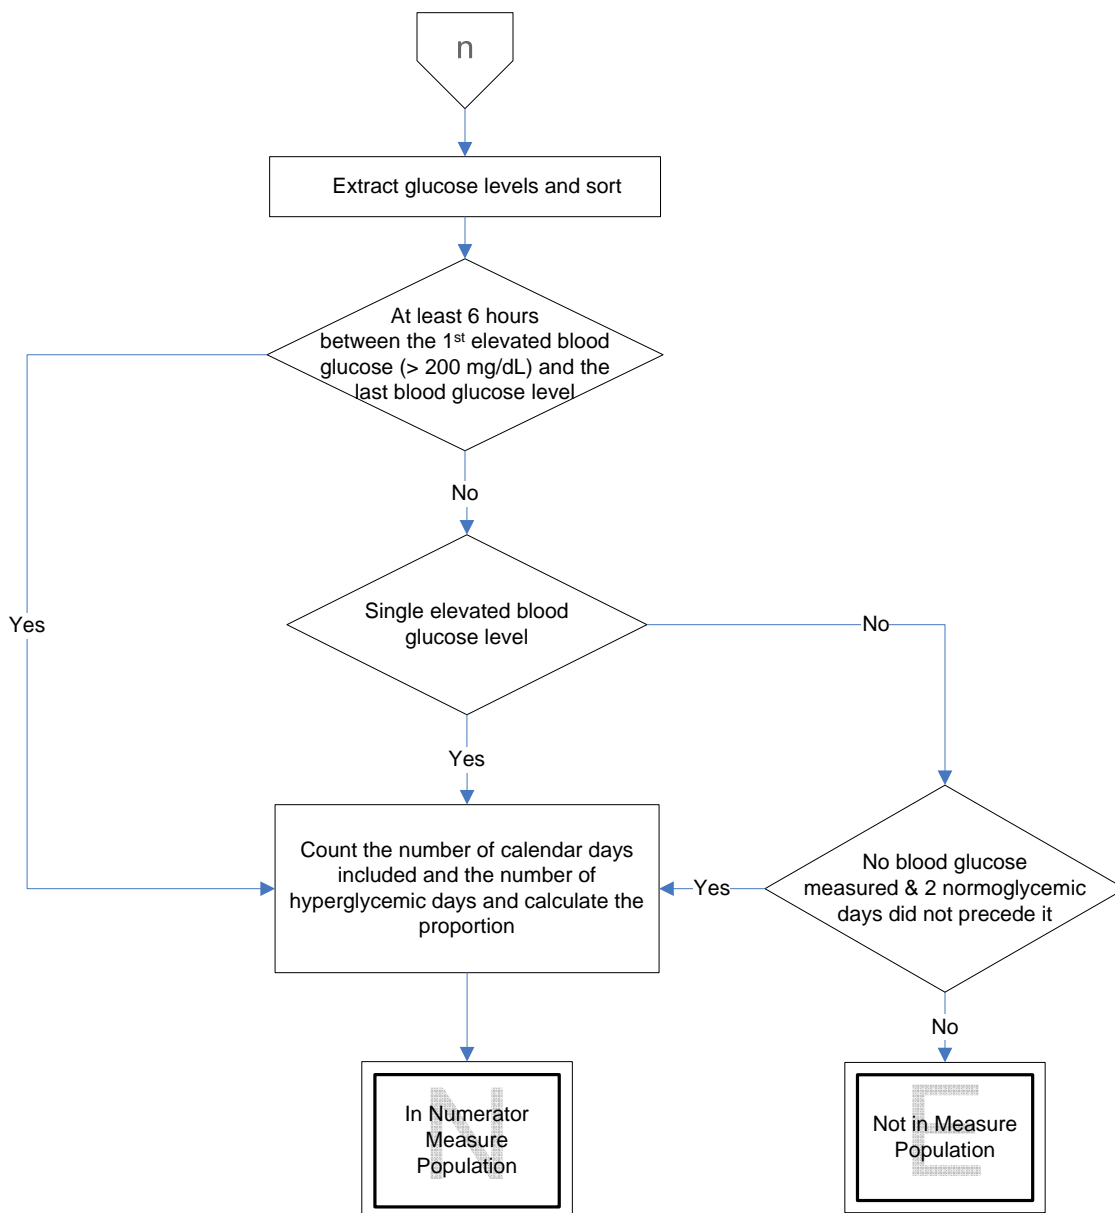 n
Extract glucose levels and sort
At least 6 hours
between the 1st elevated blood
glucose (> 200 mg/dL) and the
last blood glucose level
No
Single elevated blood
glucose level
Yes
No
Yes
Count the number of calendar days
included and the number of
hyperglycemic days and calculate the
proportion
Yes
No blood glucose
measured & 2 normoglycemic
days did not precede it
No
N
In Numerator
Measure
Population
E
Not in Measure
Population